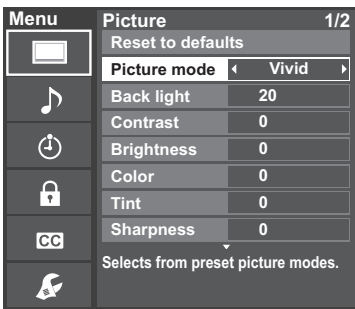 Menu
Picture 1/2
Reset to defaults
Picture mode Vivid
Back light 20
Contrast 0
Brightness 0
Color 0
Tint 0
Sharpness 0
CC
Selects from preset picture modes.